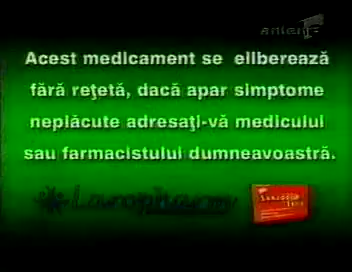 Acest medicament se eliberează
fără reţetă, dacă apar simptome
neplăcute adresaţi-vă medicului
sau farmacistului dumneavoastră.